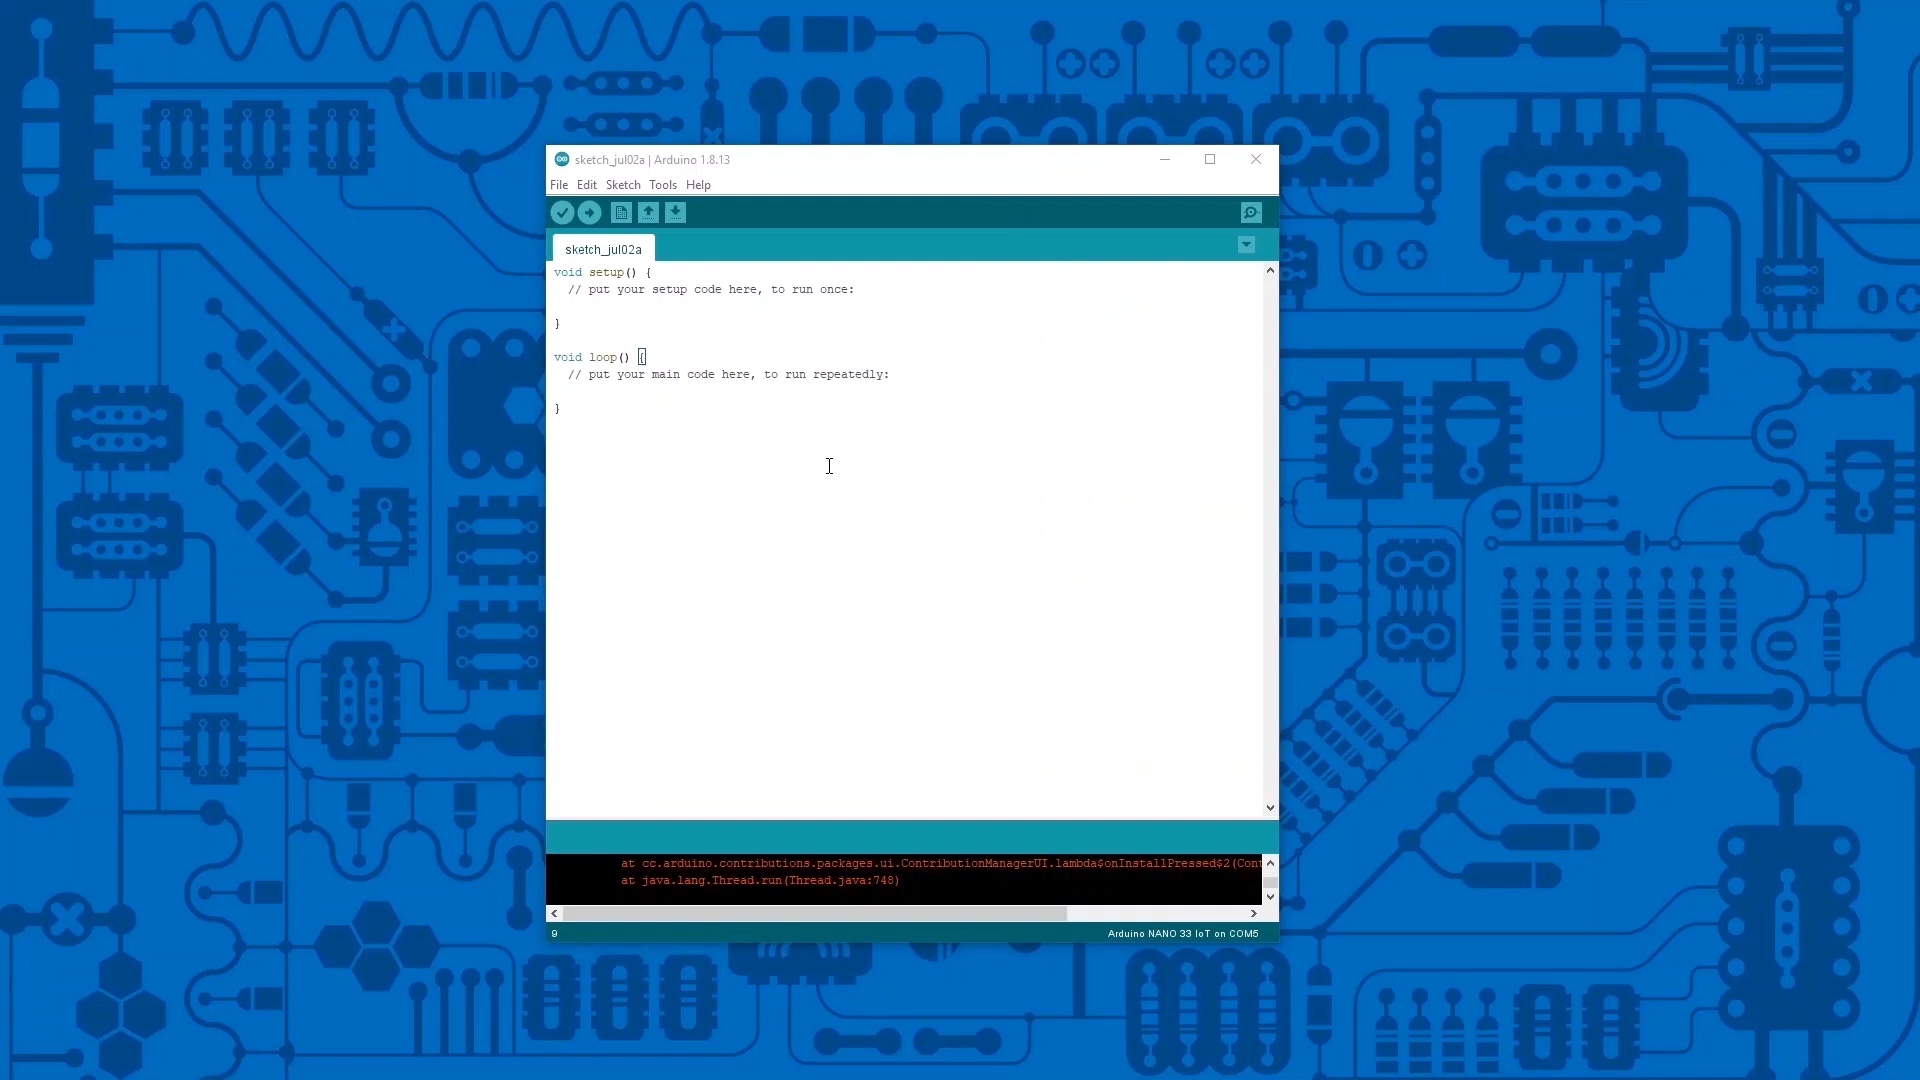 sketch_jul02a | Arduino 1.8.13
File Edit Sketch Tools Help
sketch_jul02a
void setup() {
  // put your setup code here, to run once:
}
void loop() {
  // put your main code here, to run repeatedly:
}
at cc.arduino.contributions.packages.ui.ContributionManagerUI.lambda$onInstallPressed$2(Cont
at java.lang.Thread.run(Thread.java:748)
9 Arduino NANO 33 IoT on COM5